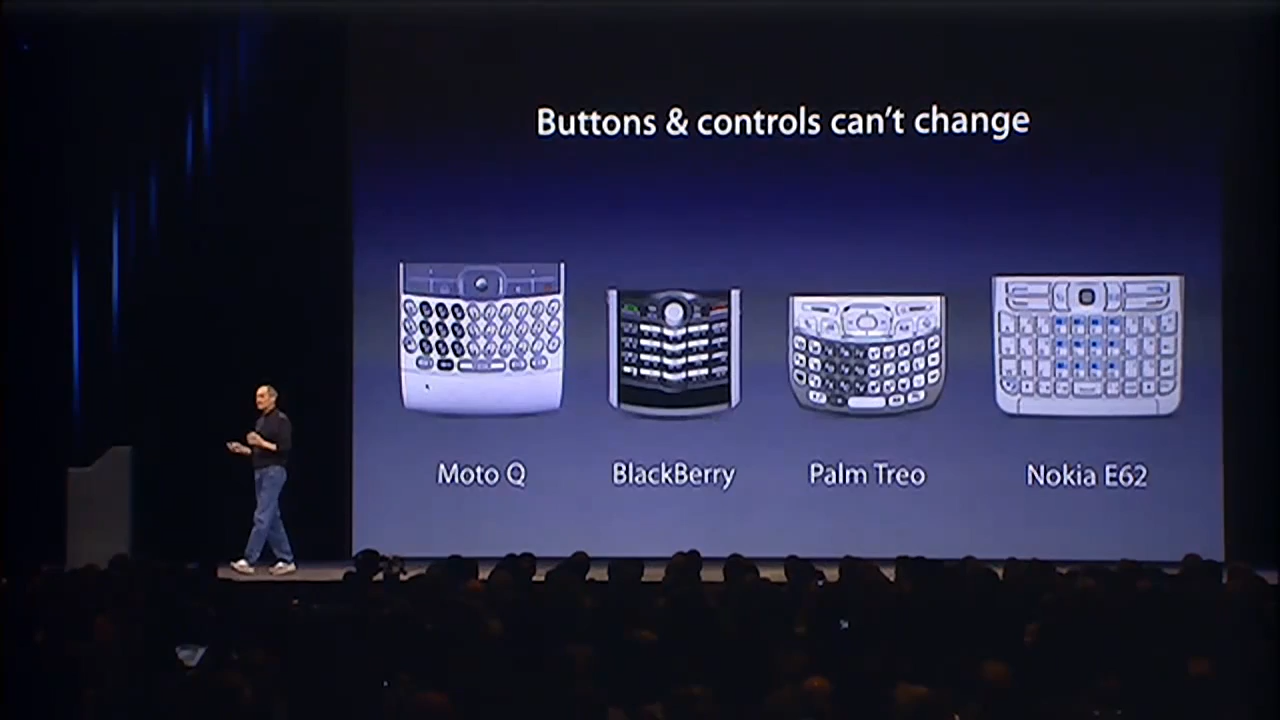 Buttons & controls can't change
Moto Q
BlackBerry
Palm Treo
Nokia E62